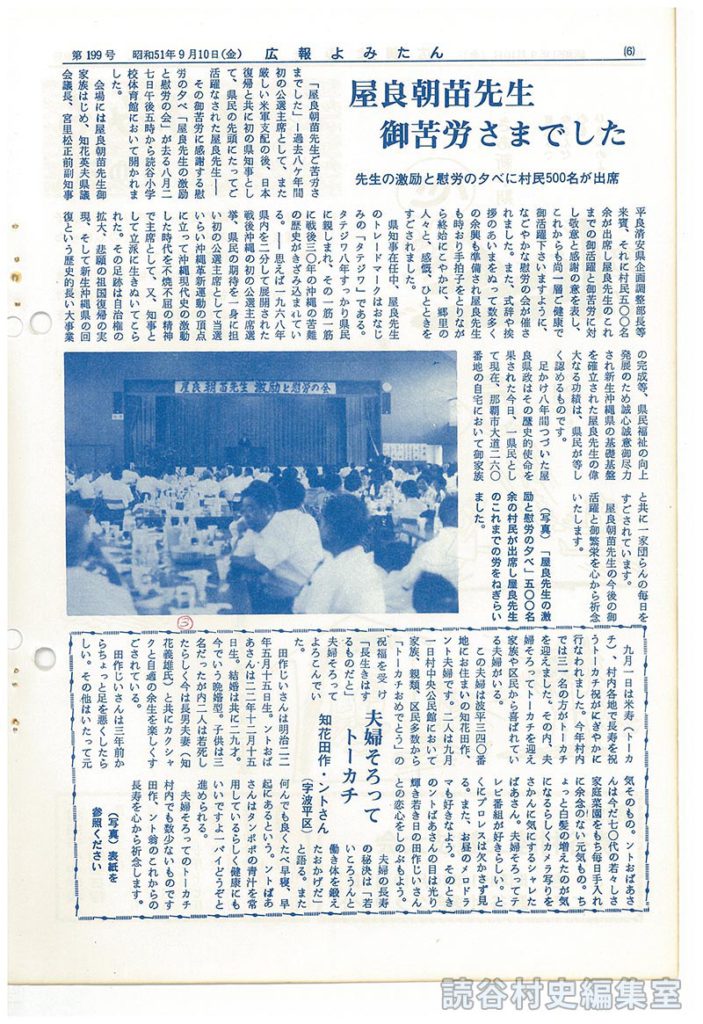 第199号 昭和51年9月10日(金) 広報よみたん (6)
屋良朝苗先生
御苦労さまでした
先生の激励と慰労の夕べに村民500名が出席
「屋良朝苗先生ご苦労さ
までした」―過去八ケ年間
初の公選主席として、また
厳しい米軍支配の後、日本
復帰と共に初の県知事とし
て、県民の先頭にたってご
活躍なされた屋良先生――
その御苦労に感謝する慰
労の夕べ「屋良先生の激励
と慰労の会」が去る八月二
七日午後五時から読谷小学
校体育館において開かれま
した。
会場には屋良朝苗先生御
家族はじめ、知花英夫県議
会議長、宮里松正前副知事
平良済安県企画調整部長等
来賓、それに村民五〇〇名
余が出席し屋良先生のこれ
までの御活躍と御苦労に対
し敬意と感謝の意を表し、
これからも尚一層ご健康で
御活躍下さいますように、
なごやかな慰労の会が催さ
れました。また、式辞や挨
拶のあいまをぬって数多く
の余興も準備され屋良先生
も時おり手拍子をとりなが
ら終始にこやかに、郷里の
人々と、感慨、ひとときを
すごされました。
県知事在任中、屋良先生
のトレードマークはおなじ
みの「タテジワ」である。
タテジワ八年すっかり県民
に親しまれ、その一筋一筋
に戦後三〇年の沖縄の苦難
の歴史がきざみ込まれてい
る。――思えば一九六八年
戦後沖縄の初の公選主席選
県内を二分して展開された
挙、県民の期待を一身に担
い初の公選主席として当選
いらい沖縄革新運動の頂点
に立って沖縄現代史の激動
した時代を不撓不屈の精神
で主席として、又、知事と
して立派に生きぬいてこら
れた。その足跡は自治権の
拡大、悲願の祖国復帰の実
現、そして新生沖縄県の回
復という歴史的長い大事業
の完成等、県民福祉の向上
発展のため誠心誠意御尽力
され新生沖縄県の基礎基盤
を確立された屋良先生の偉
大なる功績は、県民が等し
く認めるものです。
足かけ八年間つづいた屋
良県政はその歴史的使命を
果された今日、一県民とし
て現在、那覇市大道二六〇
番地の自宅において御家族
と共に一家団らんの毎日を
すごされています。
屋良朝苗先生の今後の御
活躍と御繁栄を心から祈念
いたします。
(写真)「屋良先生の激
励と慰労の夕べ」五〇〇名
余の村民が出席し屋良先生
のこれまでの労をねぎらい
ました。
屋良朝苗先生 激励と慰労の会
夫婦そろって
トーカチ
知花田作・ントさん
(字波平区)
九月一日は米寿(トーカ
チ)、村内各地で長寿を祝
うトーカチ祝がにぎやかに
行なわれました。今年村内
では三一名の方がトーカチ
を迎えました。その内、夫
婦そろってトーカチを迎え
家族や区民から喜ばれてい
る夫婦がいる。
この夫婦は波平三四〇番
地にお住まいの知花田作、
ント夫婦です。二人は九月
一日村中央公民館において
家族、親類、区民多数から
「トーカチおめでとう」の
祝福を受け
「長生きはす
るものだと」
夫婦そろって
よろこんでい
た。
田作じいさんは明治二二
年五月十五日生。ントおば
あさんは二二年十二月十五
日生。結婚は共に二九才。
今でいう晩婚型。子供は三
名だったが内二人は若死し
たらしく今は長男夫妻(知
花義雄氏)と共にカクシャ
クと自適の余生を楽しくす
ごされている。
田作じいさんは三年前か
らちょっと足を悪くしたら
しい。その他はいたって元
気そのもの。ントおばあさ
んは今だ七〇代の若々しさ
家庭菜園をもち毎日手入れ
に余念のない元気もの。ち
ょっと白髪の増えたのが気
になるらしくカメラ写りを
さかんに気にするシャレた
ばあさん。夫婦そろってテ
レビ番組が好きらしい。と
くにプロレスは欠かさず見
る。また、お昼のメロドラ
マも好きなよう。そのとき
のントばあさんの目は光り
輝き若き日の田作じいさん
との恋心をしのぶもよう。
夫婦の長寿
の秘決は「若
いころうんと
働き体を鍛え
たおかげだ」
と語る。また
何んでも良くたべ早寝、早
起にあるという。ントばあ
さんはタンポポの青汁を常
用しているらしく健康にも
いいですよ一パイどうぞと
進められる。
夫婦そろってのトーカチ
村内でも数少ないものです
田作、ント翁のこれからの
長寿を心から祈念します。
(写真)表紙を
参照ください
読谷村史編集室